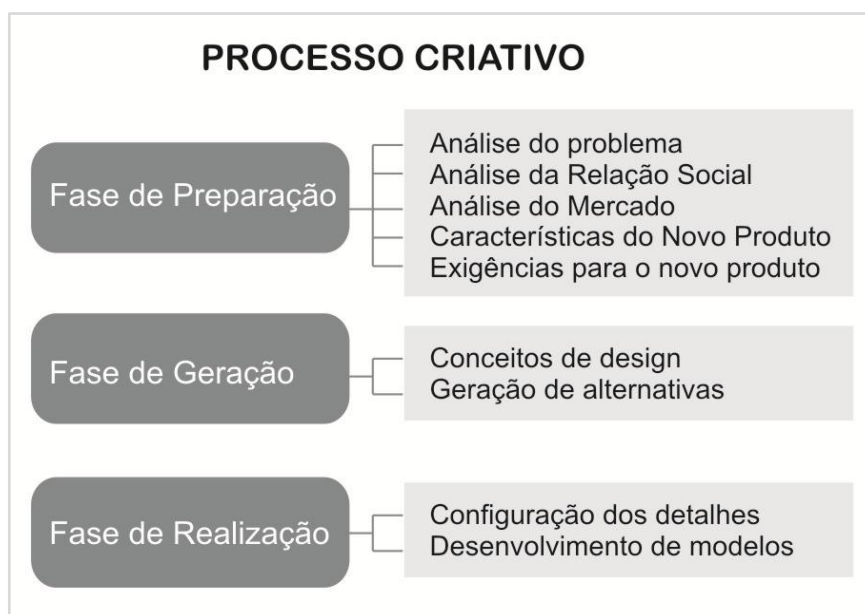 PROCESSO CRIATIVO
Fase de Preparação
Análise do problema
Análise da Relação Social
Análise do Mercado
Características do Novo Produto
Exigências para o novo produto
Fase de Geração
Conceitos de design
Geração de alternativas
Fase de Realização
Configuração dos detalhes
Desenvolvimento de modelos